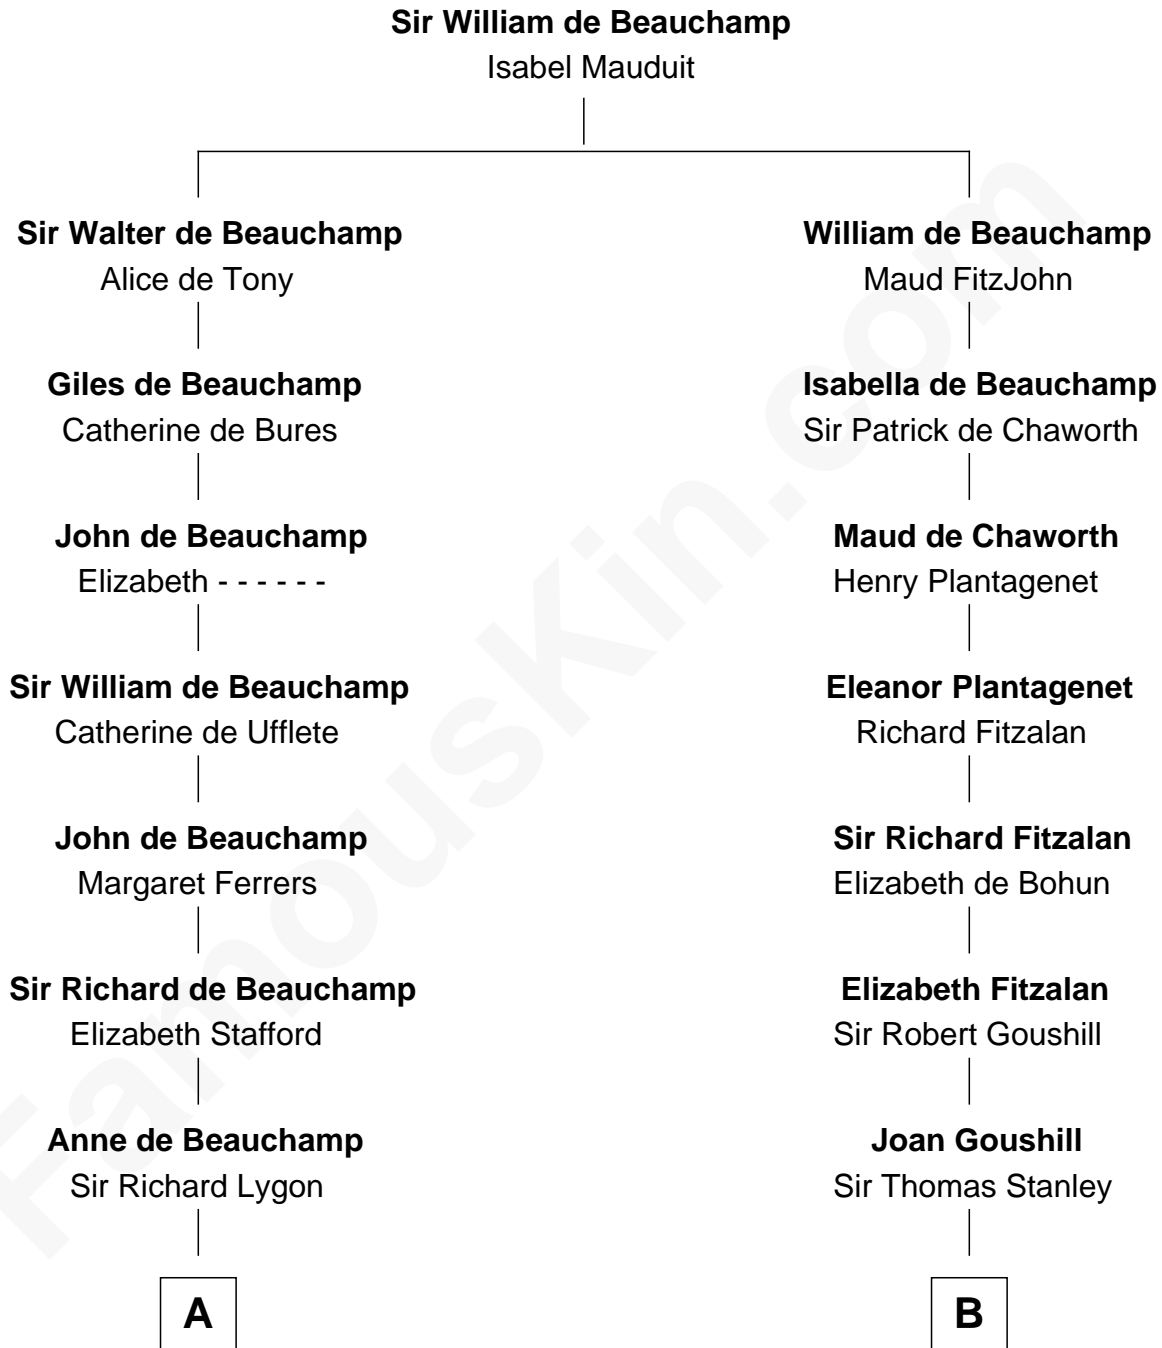 Sir William de Beauchamp
Isabel Mauduit
Sir Walter de Beauchamp
Alice de Tony
William de Beauchamp
Maud FitzJohn
Giles de Beauchamp
Catherine de Bures
Isabella de Beauchamp
Sir Patrick de Chaworth
John de Beauchamp
Elizabeth - - - - - -
Maud de Chaworth
Henry Plantagenet
Sir William de Beauchamp
Catherine de Ufflete
Eleanor Plantagenet
Richard Fitzalan
John de Beauchamp
Margaret Ferrers
Sir Richard Fitzalan
Elizabeth de Bohun
Sir Richard de Beauchamp
Elizabeth Stafford
Elizabeth Fitzalan
Sir Robert Goushill
Anne de Beauchamp
Sir Richard Lygon
Joan Goushill
Sir Thomas Stanley
A
B
FamousKin.com